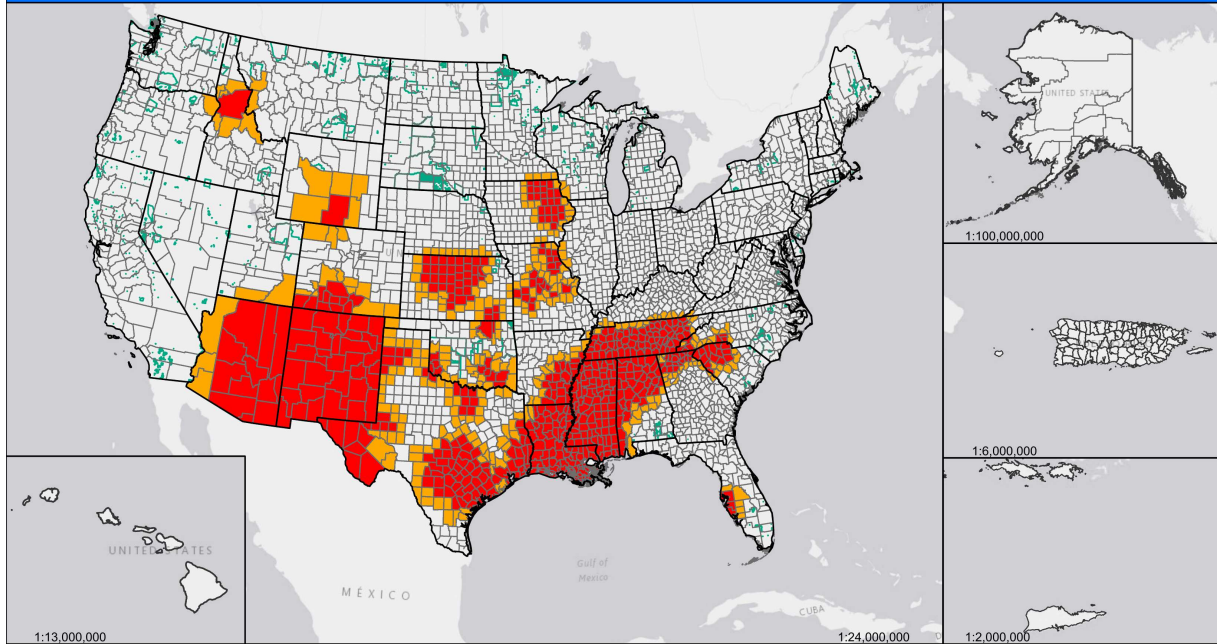 UNITED STATES
1:100,000,000
1:6,000,000
Gulf of
Mexico
UNITED STATES
MÉXICO
CUBA
1:13,000,000
1:24,000,000
1:2,000,000